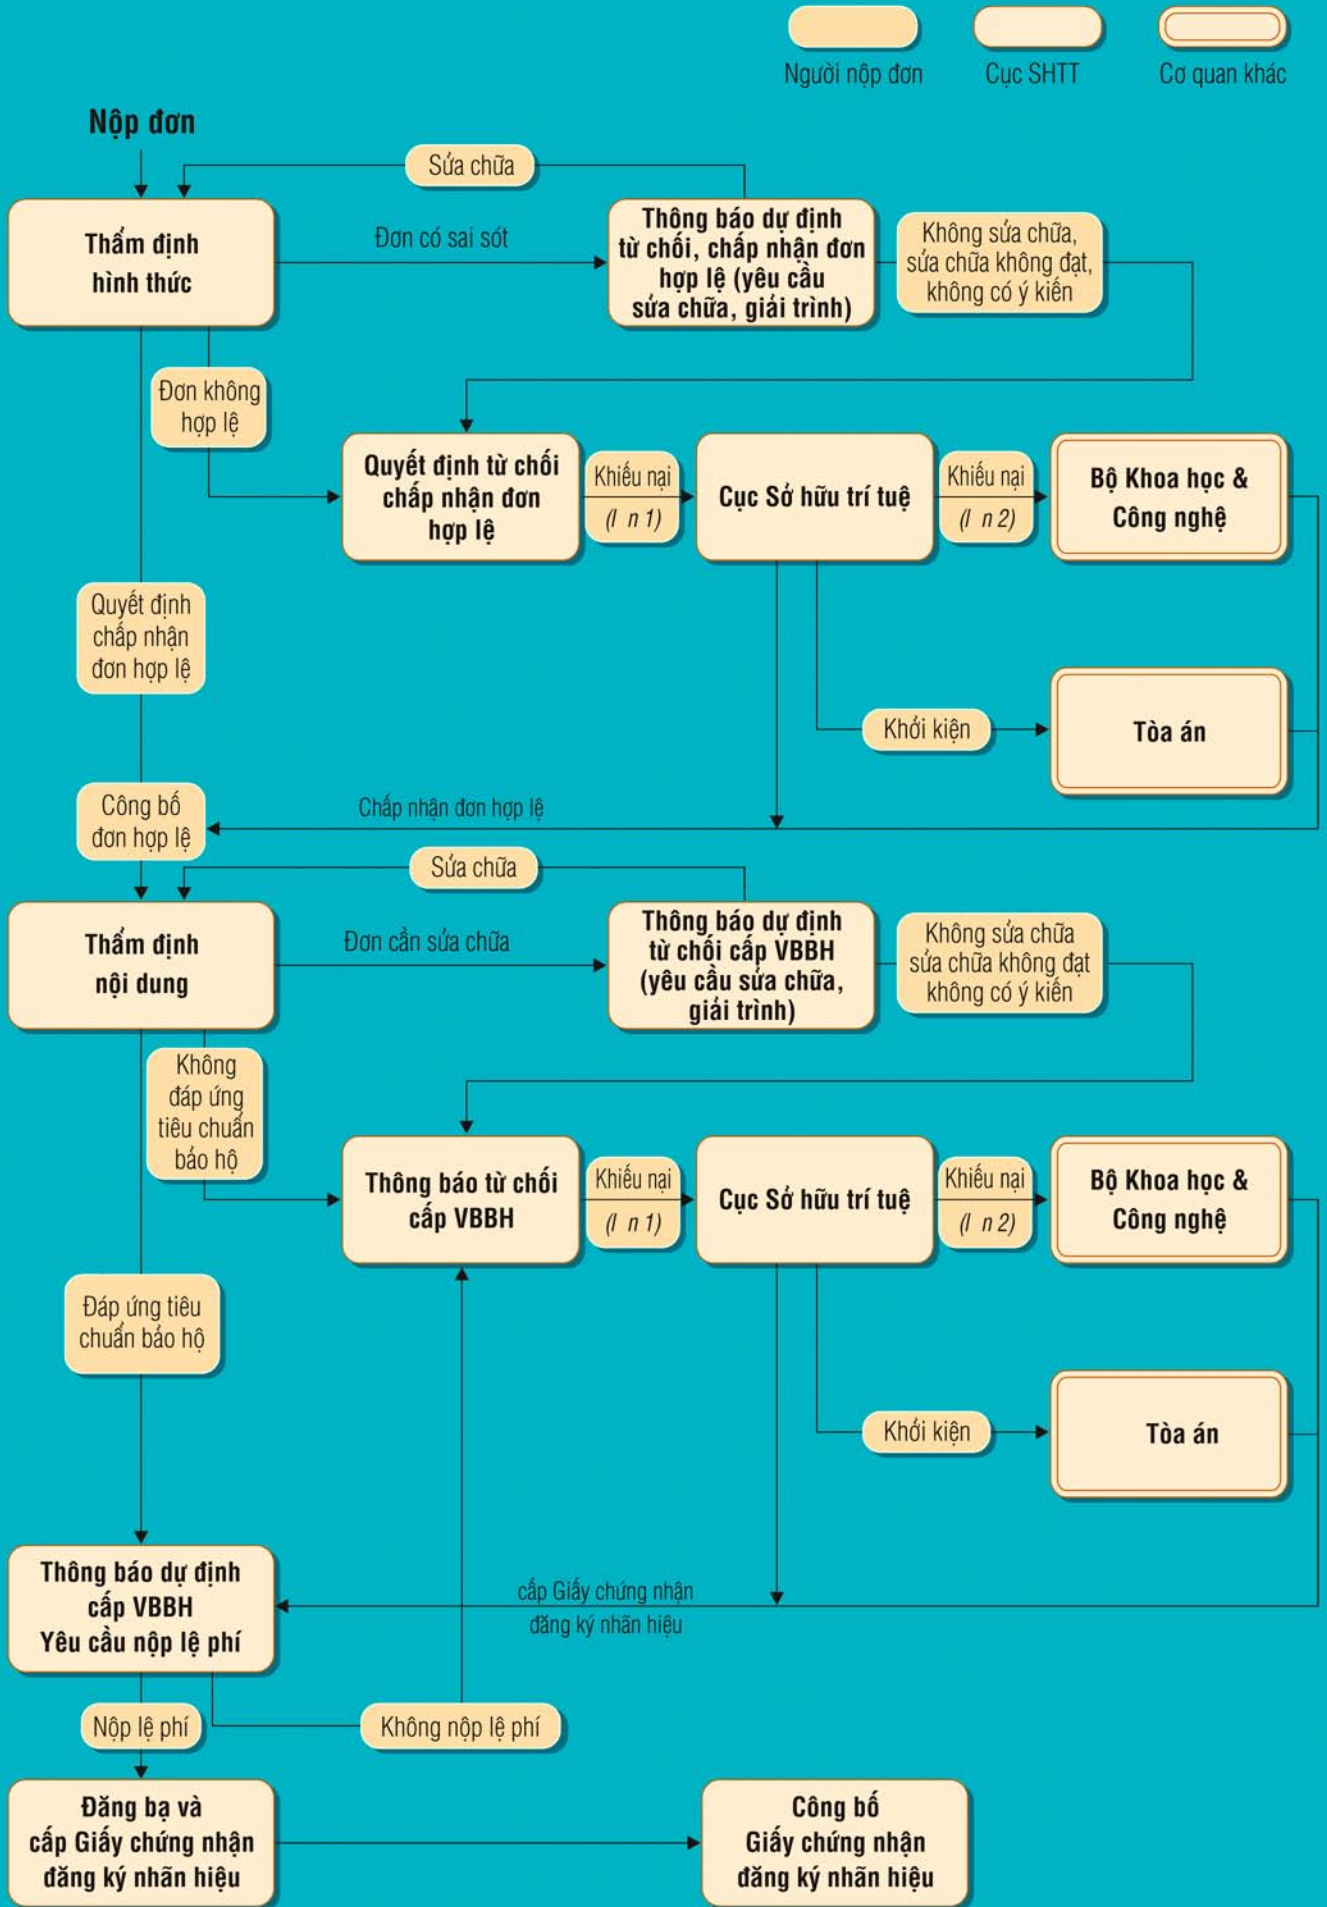 Người nộp đơn
Cục SHTT
Cơ quan khác
Nộp đơn
Sửa chữa
Thẩm định
hình thức
Đơn có sai sót
Thông báo dự định
từ chối, chấp nhận đơn
hợp lệ (yêu cầu
sửa chữa, giải trình)
Không sửa chữa,
sửa chữa không đạt,
không có ý kiến
Đơn không
hợp lệ
Quyết định từ chối
chấp nhận đơn
hợp lệ
Khiếu nại
(l n 1)
Cục Sở hữu trí tuệ
Khiếu nại
(l n 2)
Bộ Khoa học &
Công nghệ
Quyết định
chấp nhận
đơn hợp lệ
Khởi kiện
Tòa án
Công bố
đơn hợp lệ
Chấp nhận đơn hợp lệ
Sửa chữa
Thẩm định
nội dung
Đơn cần sửa chữa
Thông báo dự định
từ chối cấp VBBH
(yêu cầu sửa chữa,
giải trình)
Không sửa chữa
sửa chữa không đạt
không có ý kiến
Không
đáp ứng
tiêu chuẩn
bảo hộ
Thông báo từ chối
cấp VBBH
Khiếu nại
(l n 1)
Cục Sở hữu trí tuệ
Khiếu nại
(l n 2)
Bộ Khoa học &
Công nghệ
Đáp ứng tiêu
chuẩn bảo hộ
Khởi kiện
Tòa án
Thông báo dự định
cấp VBBH
Yêu cầu nộp lệ phí
cấp Giấy chứng nhận
đăng ký nhãn hiệu
Nộp lệ phí
Không nộp lệ phí
Đăng bạ và
cấp Giấy chứng nhận
đăng ký nhãn hiệu
Công bố
Giấy chứng nhận
đăng ký nhãn hiệu